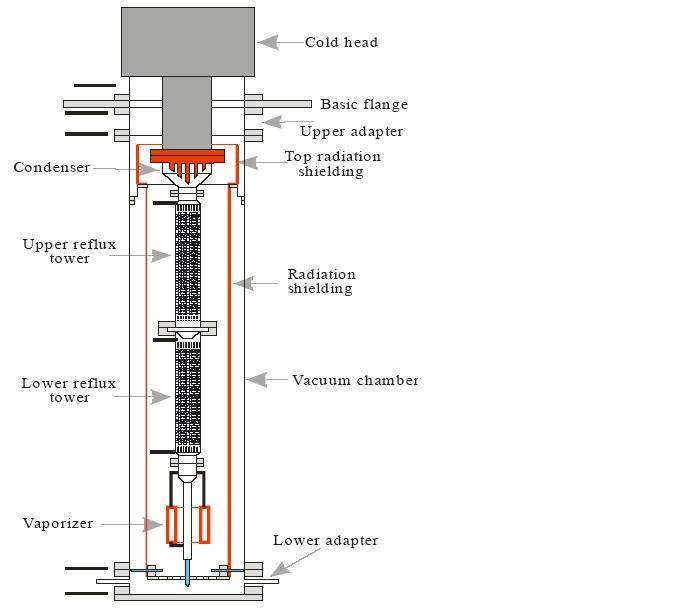 Cold head
Basic flange
Upper adapter
Top radiation
shielding
Condenser
Upper reflux
tower
Radiation
shielding
Vacuum chamber
Lower reflux
tower
Vaporizer
Lower adapter